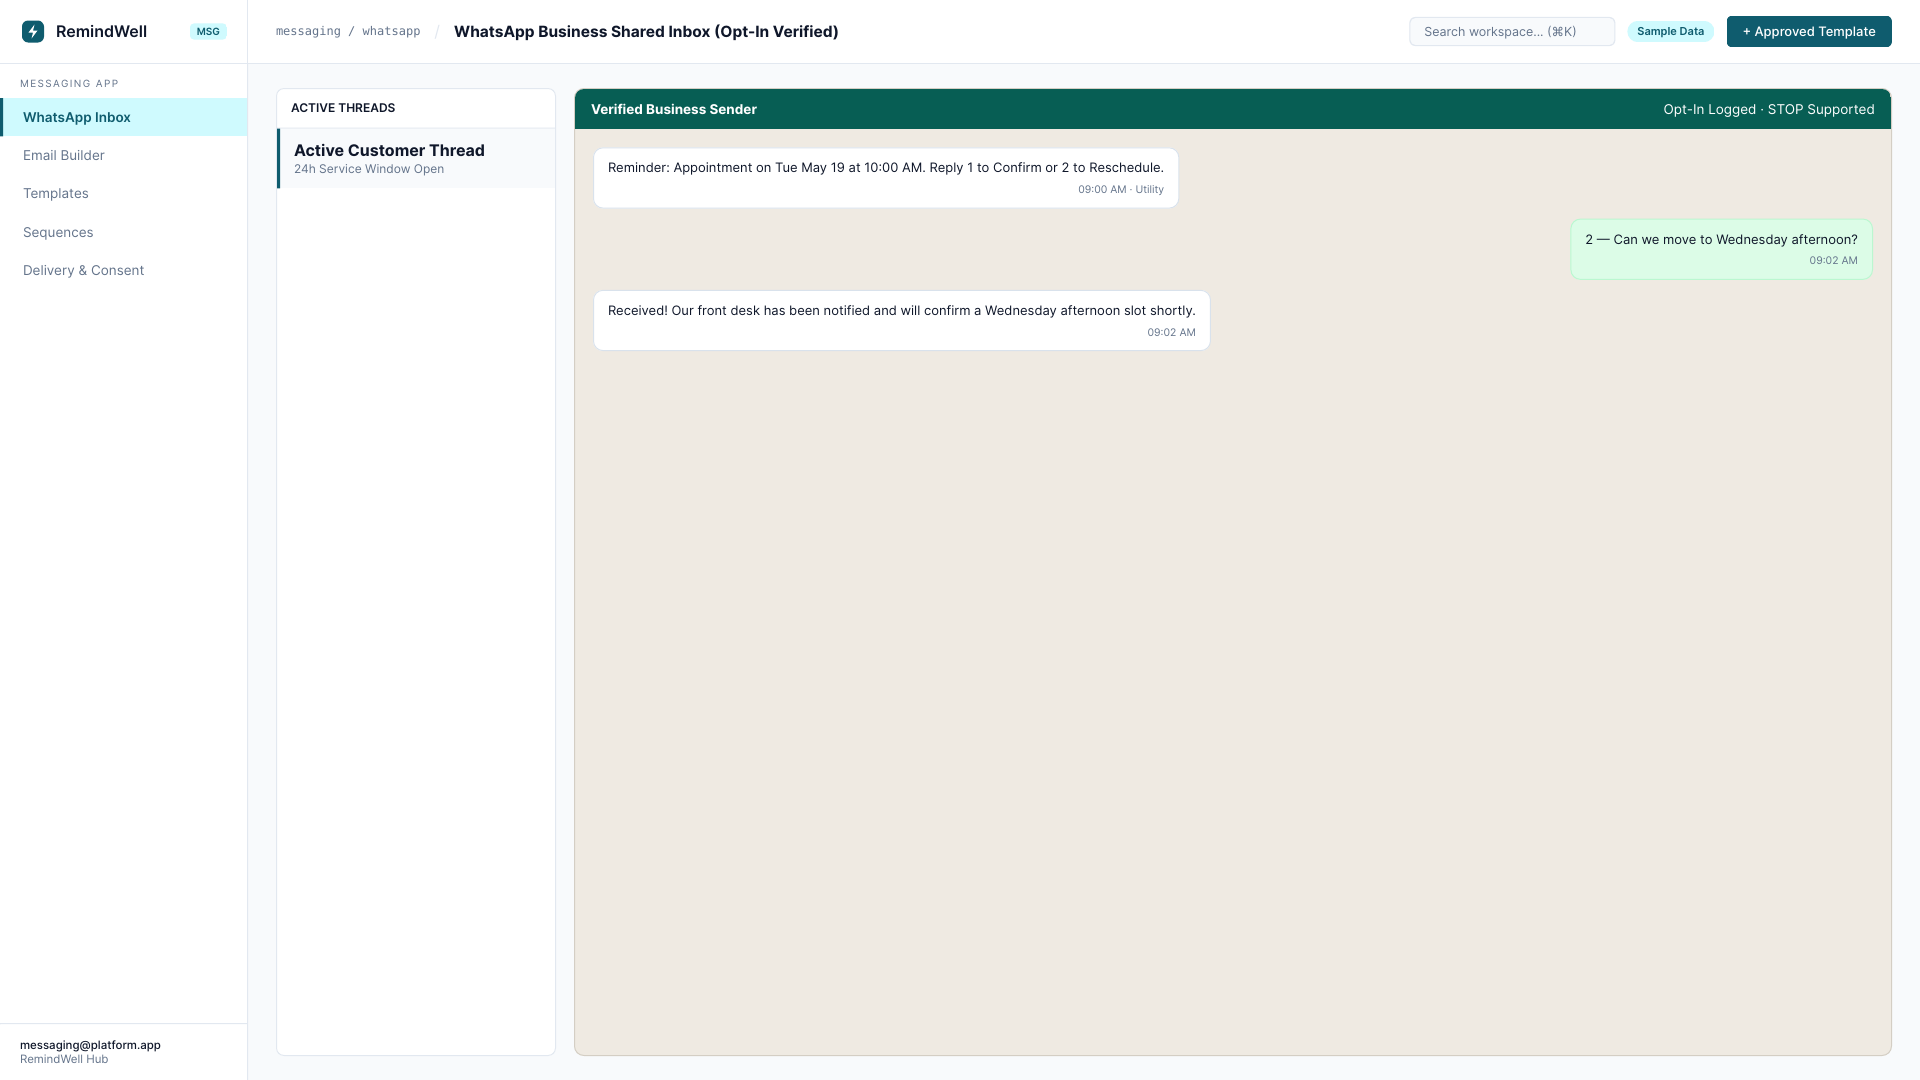 RemindWell
MSG
messaging / whatsapp / WhatsApp Business Shared Inbox (Opt-In Verified)
Search workspace... (⌘K)
Sample Data
+ Approved Template
MESSAGING APP
WhatsApp Inbox
Email Builder
Templates
Sequences
Delivery & Consent
messaging@platform.app
RemindWell Hub
ACTIVE THREADS
Active Customer Thread
24h Service Window Open
Verified Business Sender
Opt-In Logged · STOP Supported
Reminder: Appointment on Tue May 19 at 10:00 AM. Reply 1 to Confirm or 2 to Reschedule.
09:00 AM · Utility
2 — Can we move to Wednesday afternoon?
09:02 AM
Received! Our front desk has been notified and will confirm a Wednesday afternoon slot shortly.
09:02 AM